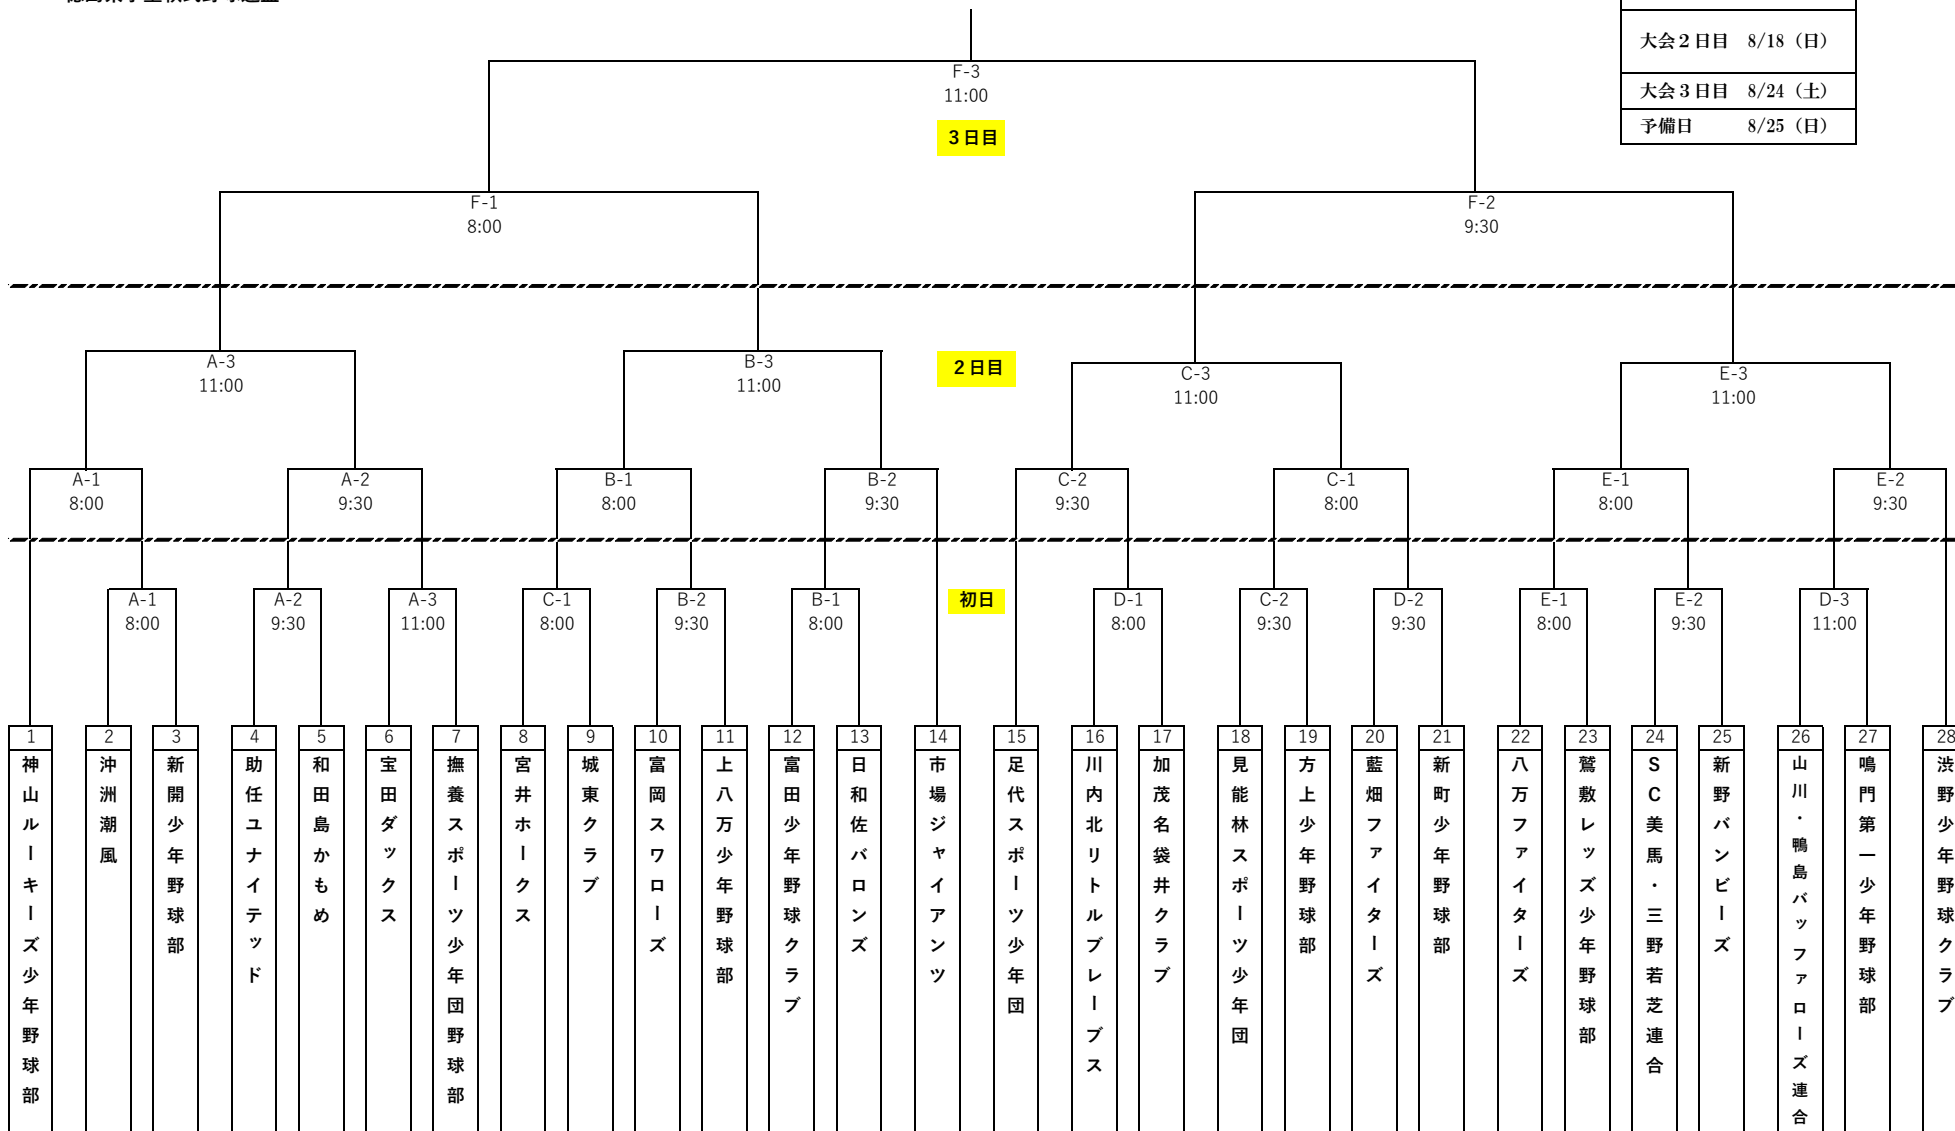 大会２日目 8/18（日）
大会３日目 8/24（土）
予備日 8/25（日）
F-3
11:00
３日目
F-1
8:00
F-2
9:30
A-3
11:00
B-3
11:00
２日目
C-3
11:00
E-3
11:00
A-1
8:00
A-2
9:30
B-1
8:00
B-2
9:30
C-2
9:30
C-1
8:00
E-1
8:00
E-2
9:30
A-1
8:00
A-2
9:30
A-3
11:00
C-1
8:00
B-2
9:30
B-1
8:00
初日
D-1
8:00
C-2
9:30
D-2
9:30
E-1
8:00
E-2
9:30
D-3
11:00
1
神山ルーキーズ少年野球部
2
沖洲潮風
3
新開少年野球部
4
助任ユナイテッド
5
和田島かもめ
6
宝田ダックス
7
撫養スポーツ少年団野球部
8
宮井ホークス
9
城東クラブ
10
富岡スワローズ
11
上八万少年野球部
12
富田少年野球クラブ
13
日和佐バロンズ
14
市場ジャイアンツ
15
足代スポーツ少年団
16
川内北リトルブレーブス
17
加茂名袋井クラブ
18
見能林スポーツ少年団
19
方上少年野球部
20
藍畑ファイターズ
21
新町少年野球部
22
八万ファイターズ
23
鷲敷レッズ少年野球部
24
ＳＣ美馬・三野若芝連合
25
新野バンビーズ
26
山川・鴨島バッファローズ連合
27
鳴門第一少年野球部
28
渋野少年野球クラブ